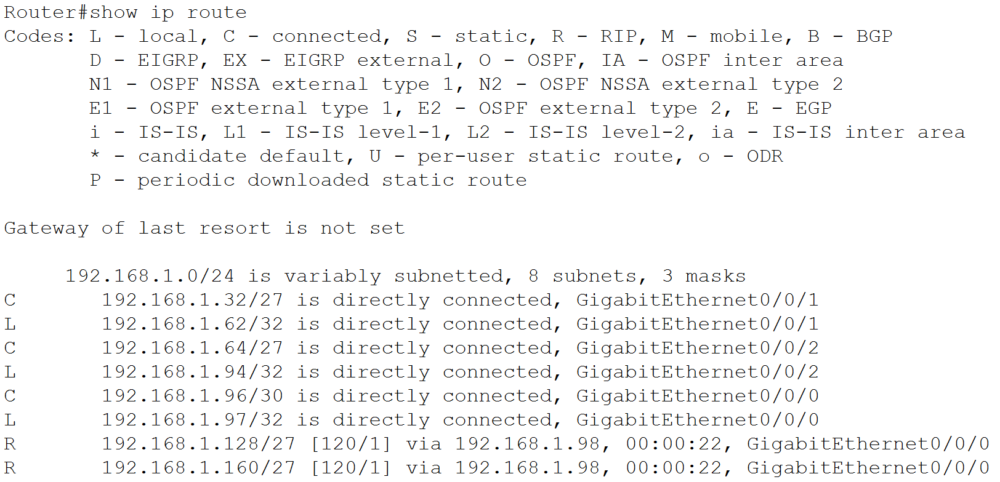 Router#show ip route
Codes: L - local, C - connected, S - static, R - RIP, M - mobile, B - BGP
       D - EIGRP, EX - EIGRP external, O - OSPF, IA - OSPF inter area
       N1 - OSPF NSSA external type 1, N2 - OSPF NSSA external type 2
       E1 - OSPF external type 1, E2 - OSPF external type 2, E - EGP
       i - IS-IS, L1 - IS-IS level-1, L2 - IS-IS level-2, ia - IS-IS inter area
       * - candidate default, U - per-user static route, o - ODR
       P - periodic downloaded static route

Gateway of last resort is not set

     192.168.1.0/24 is variably subnetted, 8 subnets, 3 masks
C       192.168.1.32/27 is directly connected, GigabitEthernet0/0/1
L       192.168.1.62/32 is directly connected, GigabitEthernet0/0/1
C       192.168.1.64/27 is directly connected, GigabitEthernet0/0/2
L       192.168.1.94/32 is directly connected, GigabitEthernet0/0/2
C       192.168.1.96/30 is directly connected, GigabitEthernet0/0/0
L       192.168.1.97/32 is directly connected, GigabitEthernet0/0/0
R       192.168.1.128/27 [120/1] via 192.168.1.98, 00:00:22, GigabitEthernet0/0/0
R       192.168.1.160/27 [120/1] via 192.168.1.98, 00:00:22, GigabitEthernet0/0/0